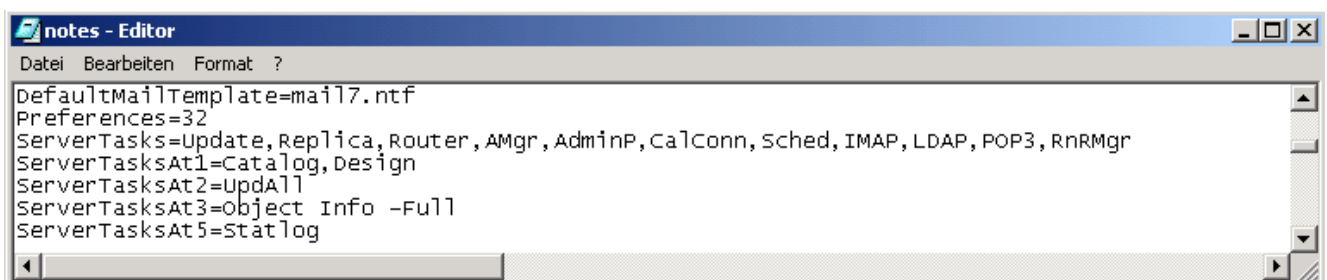 notes - Editor
Datei Bearbeiten Format ?
DefaultMailTemplate=mail7.ntf
Preferences=32
ServerTasks=Update,Replica,Router,AMgr,AdminP,CalConn,Sched,IMAP,LDAP,POP3,RnRMgr
ServerTasksAt1=Catalog,Design
ServerTasksAt2=UpdAll
ServerTasksAt3=Object Info -Full
ServerTasksAt5=Statlog